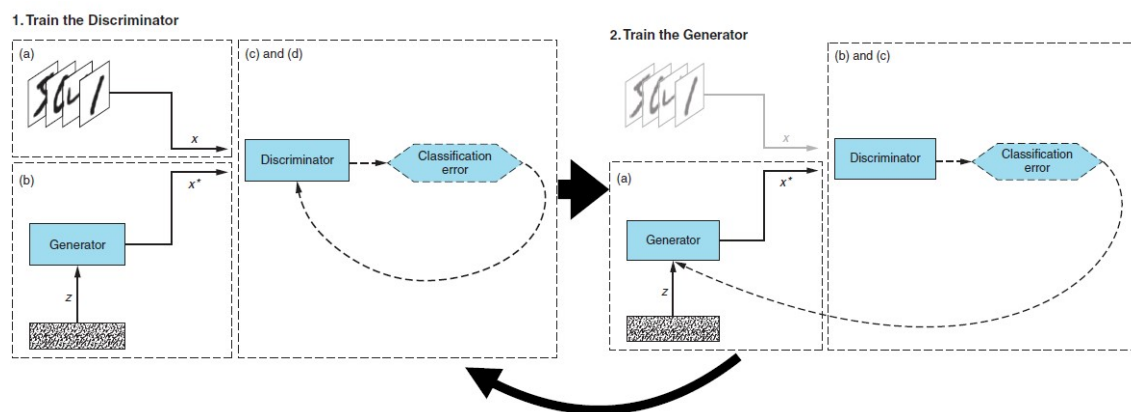 1. Train the Discriminator
(a)
x
(b)
x*
Generator
z
(c) and (d)
Discriminator
Classification
error
2. Train the Generator
x
(a)
x*
Generator
z
(b) and (c)
Discriminator
Classification
error